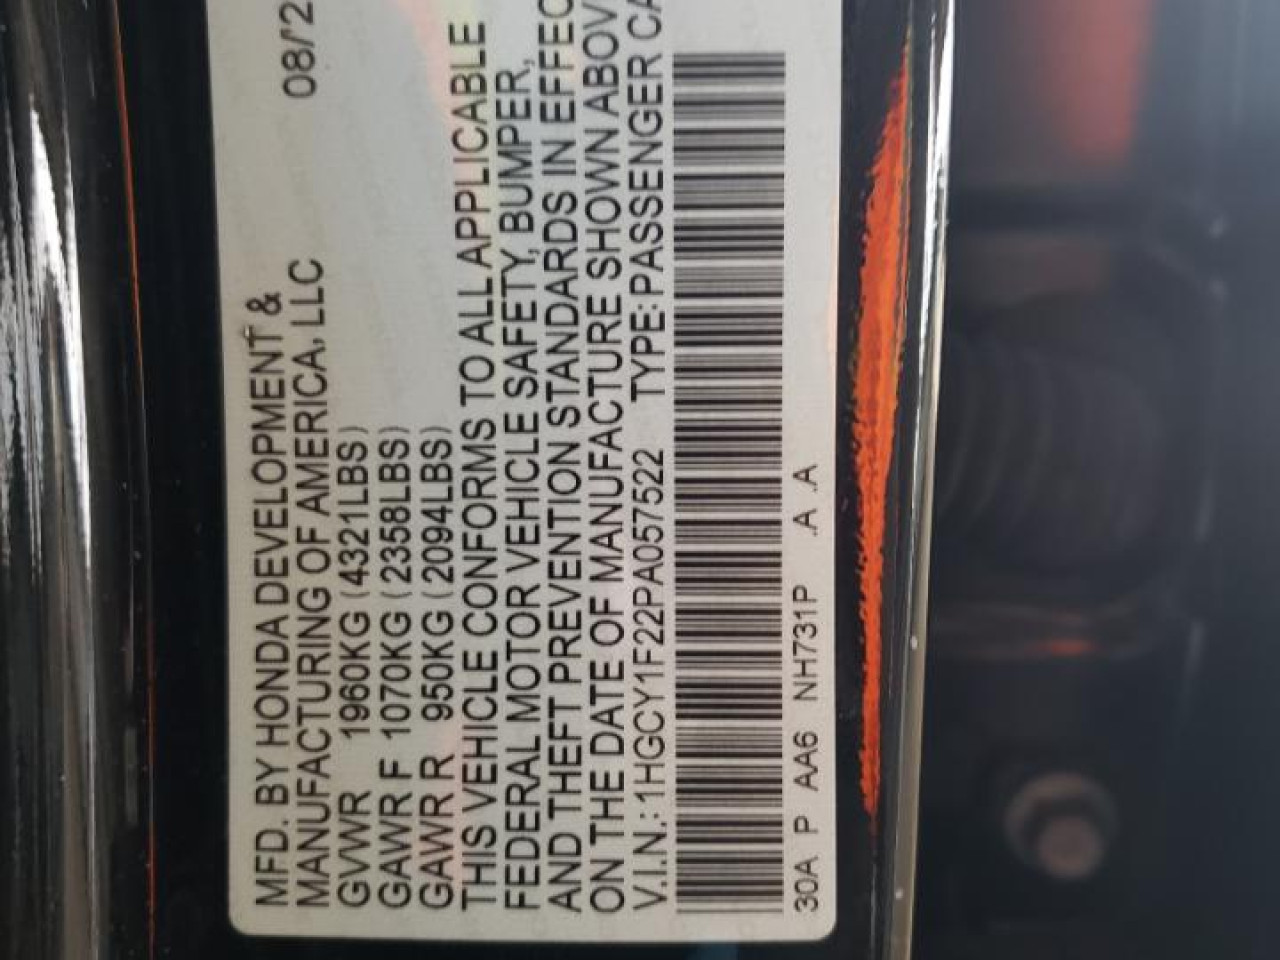 08/2
MFD. BY HONDA DEVELOPMENT &
MANUFACTURING OF AMERICA, LLC
GVWR 1960KG (4321LBS)
GAWR F 1070KG (2358LBS)
GAWR R 950KG (2094LBS)
THIS VEHICLE CONFORMS TO ALL APPLICABLE
FEDERAL MOTOR VEHICLE SAFETY, BUMPER,
AND THEFT PREVENTION STANDARDS IN EFFEC
ON THE DATE OF MANUFACTURE SHOWN ABOV
V.I.N.: 1HGCY1F22PA057522 TYPE: PASSENGER CA
30A P AA6 NH731P .A .A